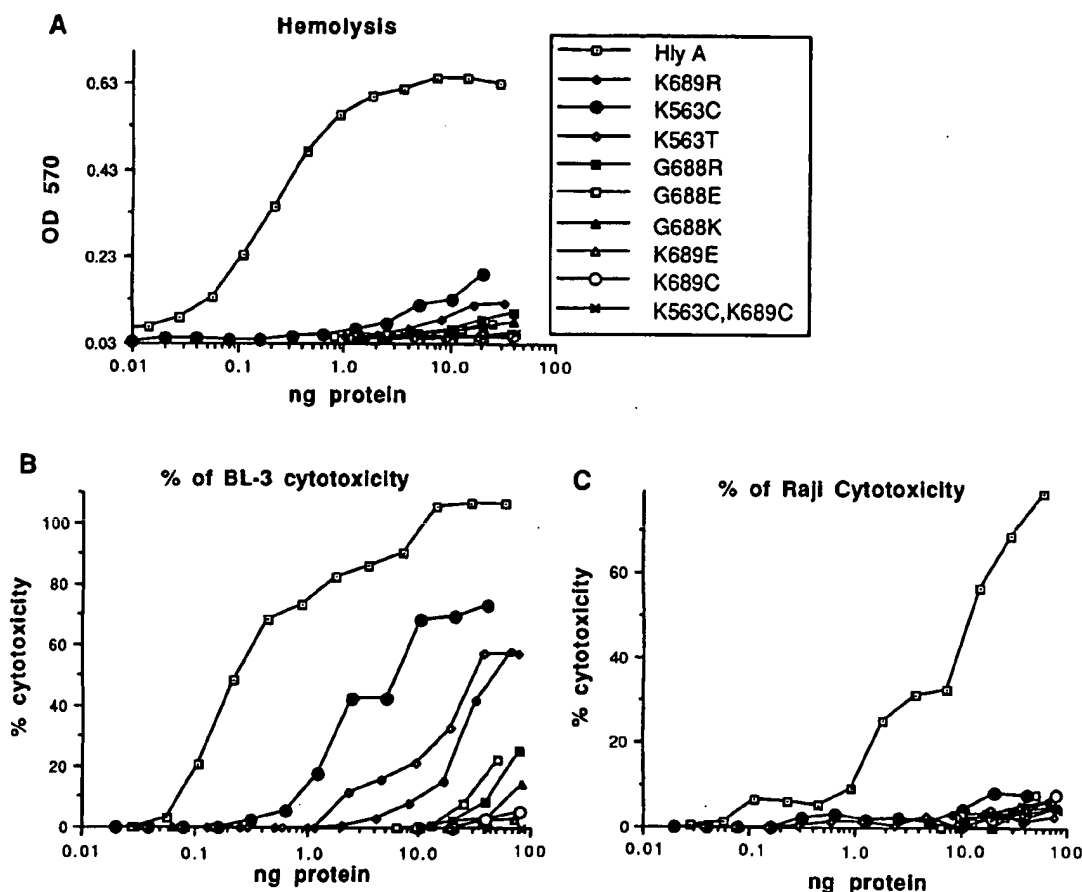 A
Hemolysis
OD 570
0.63
0.43
0.23
0.03
0.01
0.1
1.0
10.0
100
ng protein
Hly A
K689R
K563C
K563T
G688R
G688E
G688K
K689E
K689C
K563C,K689C
B
% of BL-3 cytotoxicity
% cytotoxicity
100
80
60
40
20
0
0.01
0.1
1.0
10.0
100
ng protein
C
% of Raji Cytotoxicity
% cytotoxicity
60
40
20
0
0.01
0.1
1.0
10.0
100
ng protein